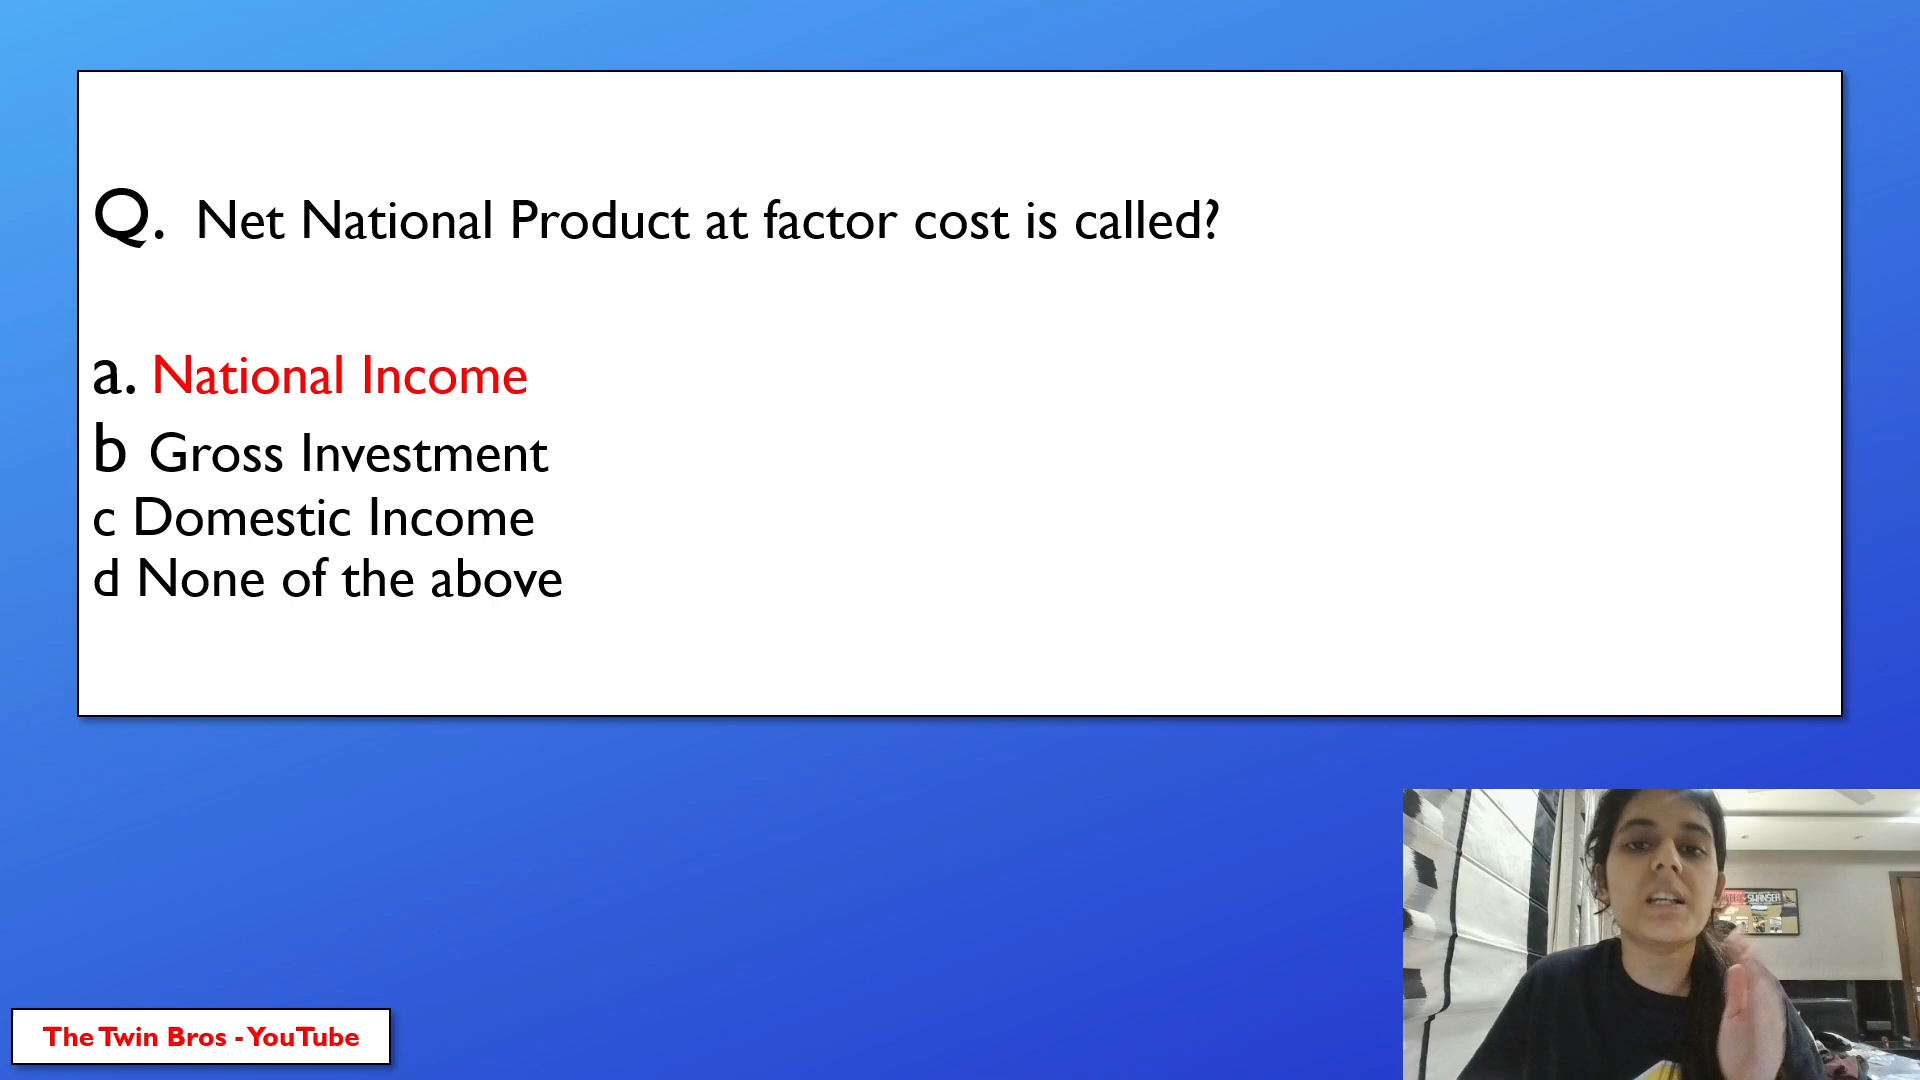 Q. Net National Product at factor cost is called?
a. National Income
b Gross Investment
c Domestic Income
d None of the above
SWANSEA
The Twin Bros - YouTube